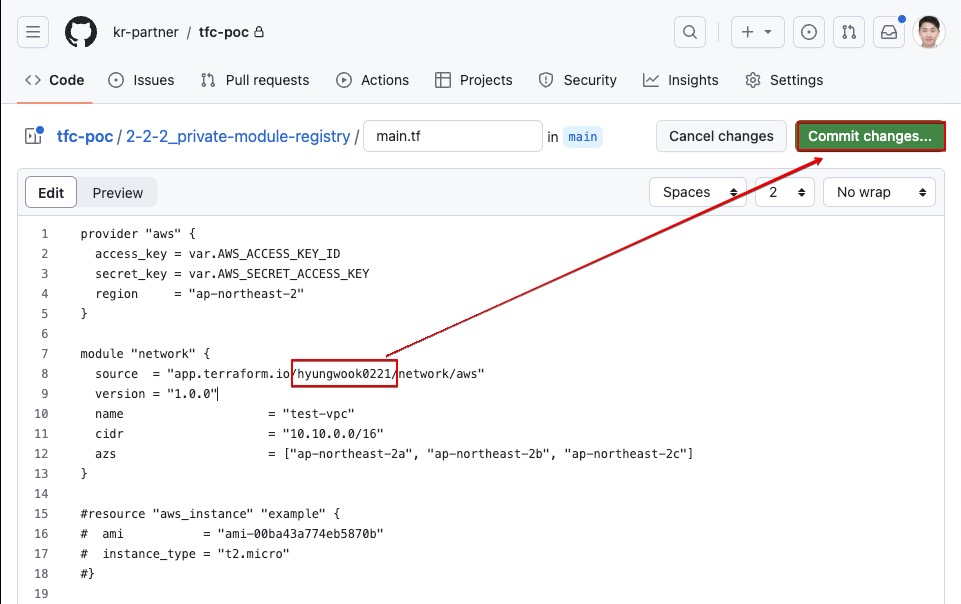 kr-partner / tfc-poc
Code Issues Pull requests Actions Projects Security Insights Settings
tfc-poc / 2-2-2_private-module-registry / main.tf in main Cancel changes Commit changes...
Edit Preview Spaces 2 No wrap
1 provider "aws" {
2   access_key = var.AWS_ACCESS_KEY_ID
3   secret_key = var.AWS_SECRET_ACCESS_KEY
4   region     = "ap-northeast-2"
5 }
6
7 module "network" {
8   source  = "app.terraform.io/hyungwook0221/network/aws"
9   version = "1.0.0"
10   name                    = "test-vpc"
11   cidr                    = "10.10.0.0/16"
12   azs                     = ["ap-northeast-2a", "ap-northeast-2b", "ap-northeast-2c"]
13 }
14
15 #resource "aws_instance" "example" {
16 #  ami           = "ami-00ba43a774eb5870b"
17 #  instance_type = "t2.micro"
18 #}
19